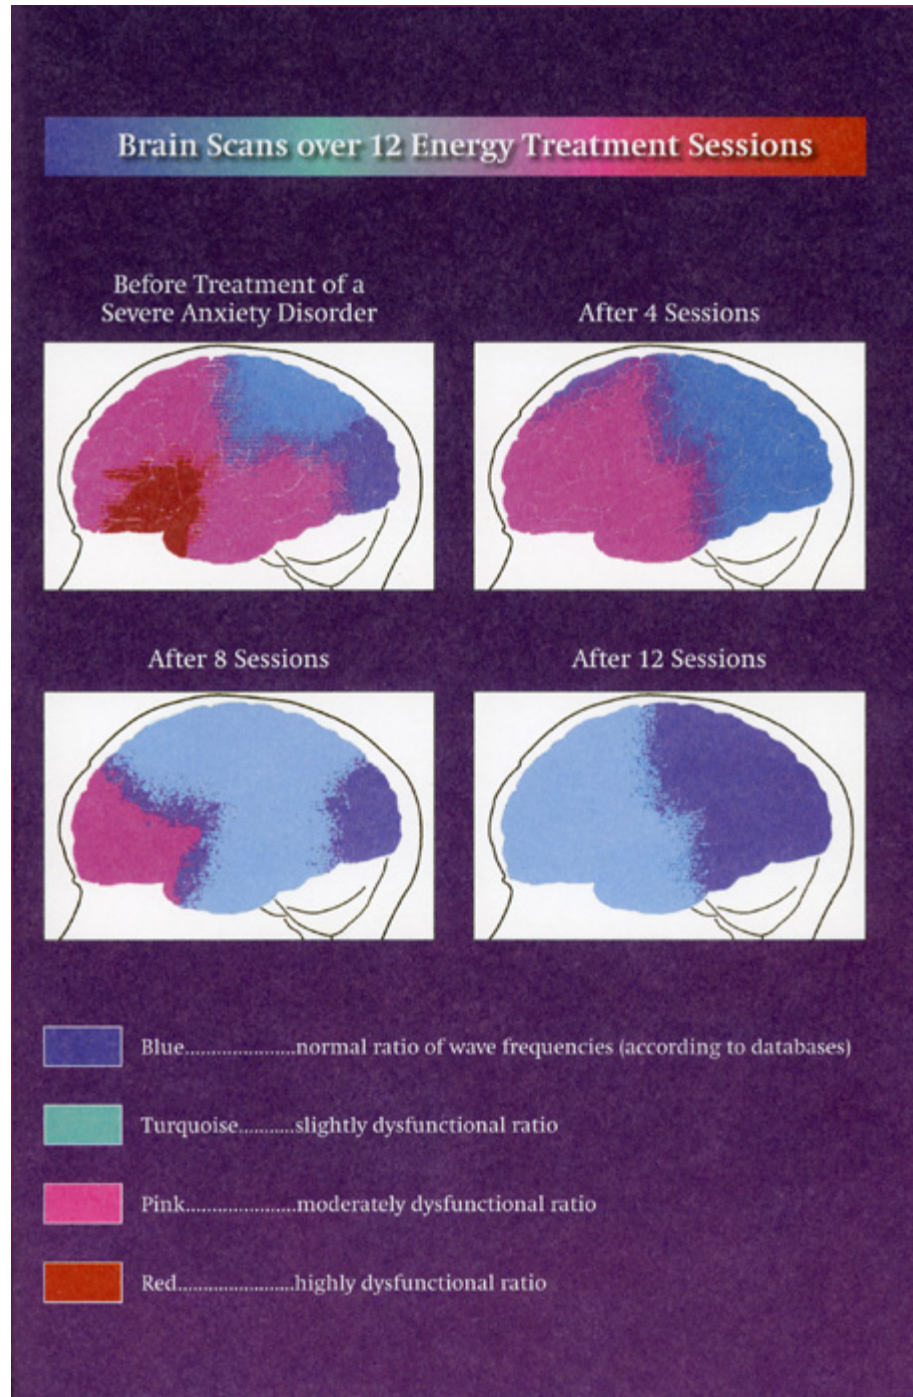 Brain Scans over 12 Energy Treatment Sessions
Before Treatment of a
Severe Anxiety Disorder
After 4 Sessions
After 8 Sessions
After 12 Sessions
Blue......................normal ratio of wave frequencies (according to databases)
Turquoise...........slightly dysfunctional ratio
Pink......................moderately dysfunctional ratio
Red.......................highly dysfunctional ratio